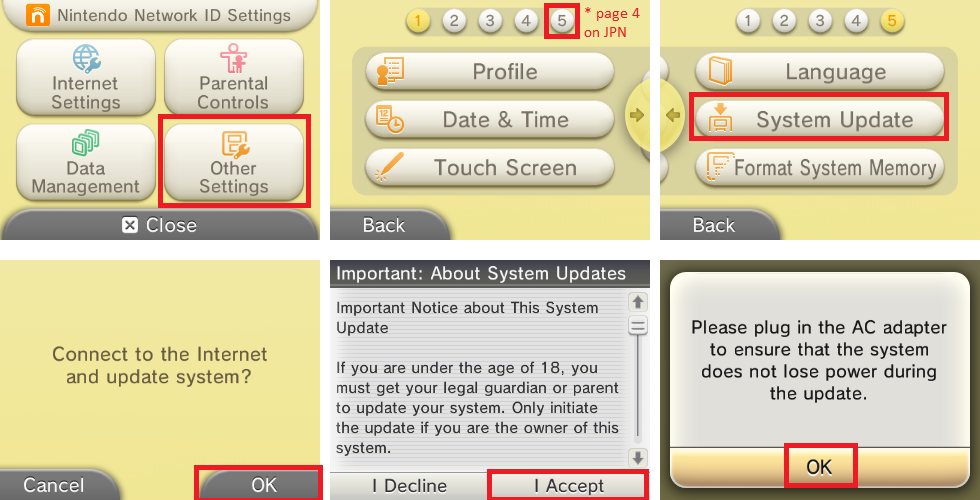 Nintendo Network ID Settings
Internet
Settings
Parental
Controls
Data
Management
Other
Settings
Close
1 2 3 4 5
* page 4
on JPN
Profile
12
Date & Time
Touch Screen
Back
1 2 3 4 5
Language
System Update
Format System Memory
Back
Connect to the Internet
and update system?
Cancel
OK
Important: About System Updates
Important Notice about This System
Update
If you are under the age of 18, you
must get your legal guardian or parent
to update your system. Only initiate
the update if you are the owner of this
system.
I Decline
I Accept
Please plug in the AC adapter
to ensure that the system
does not lose power during
the update.
OK